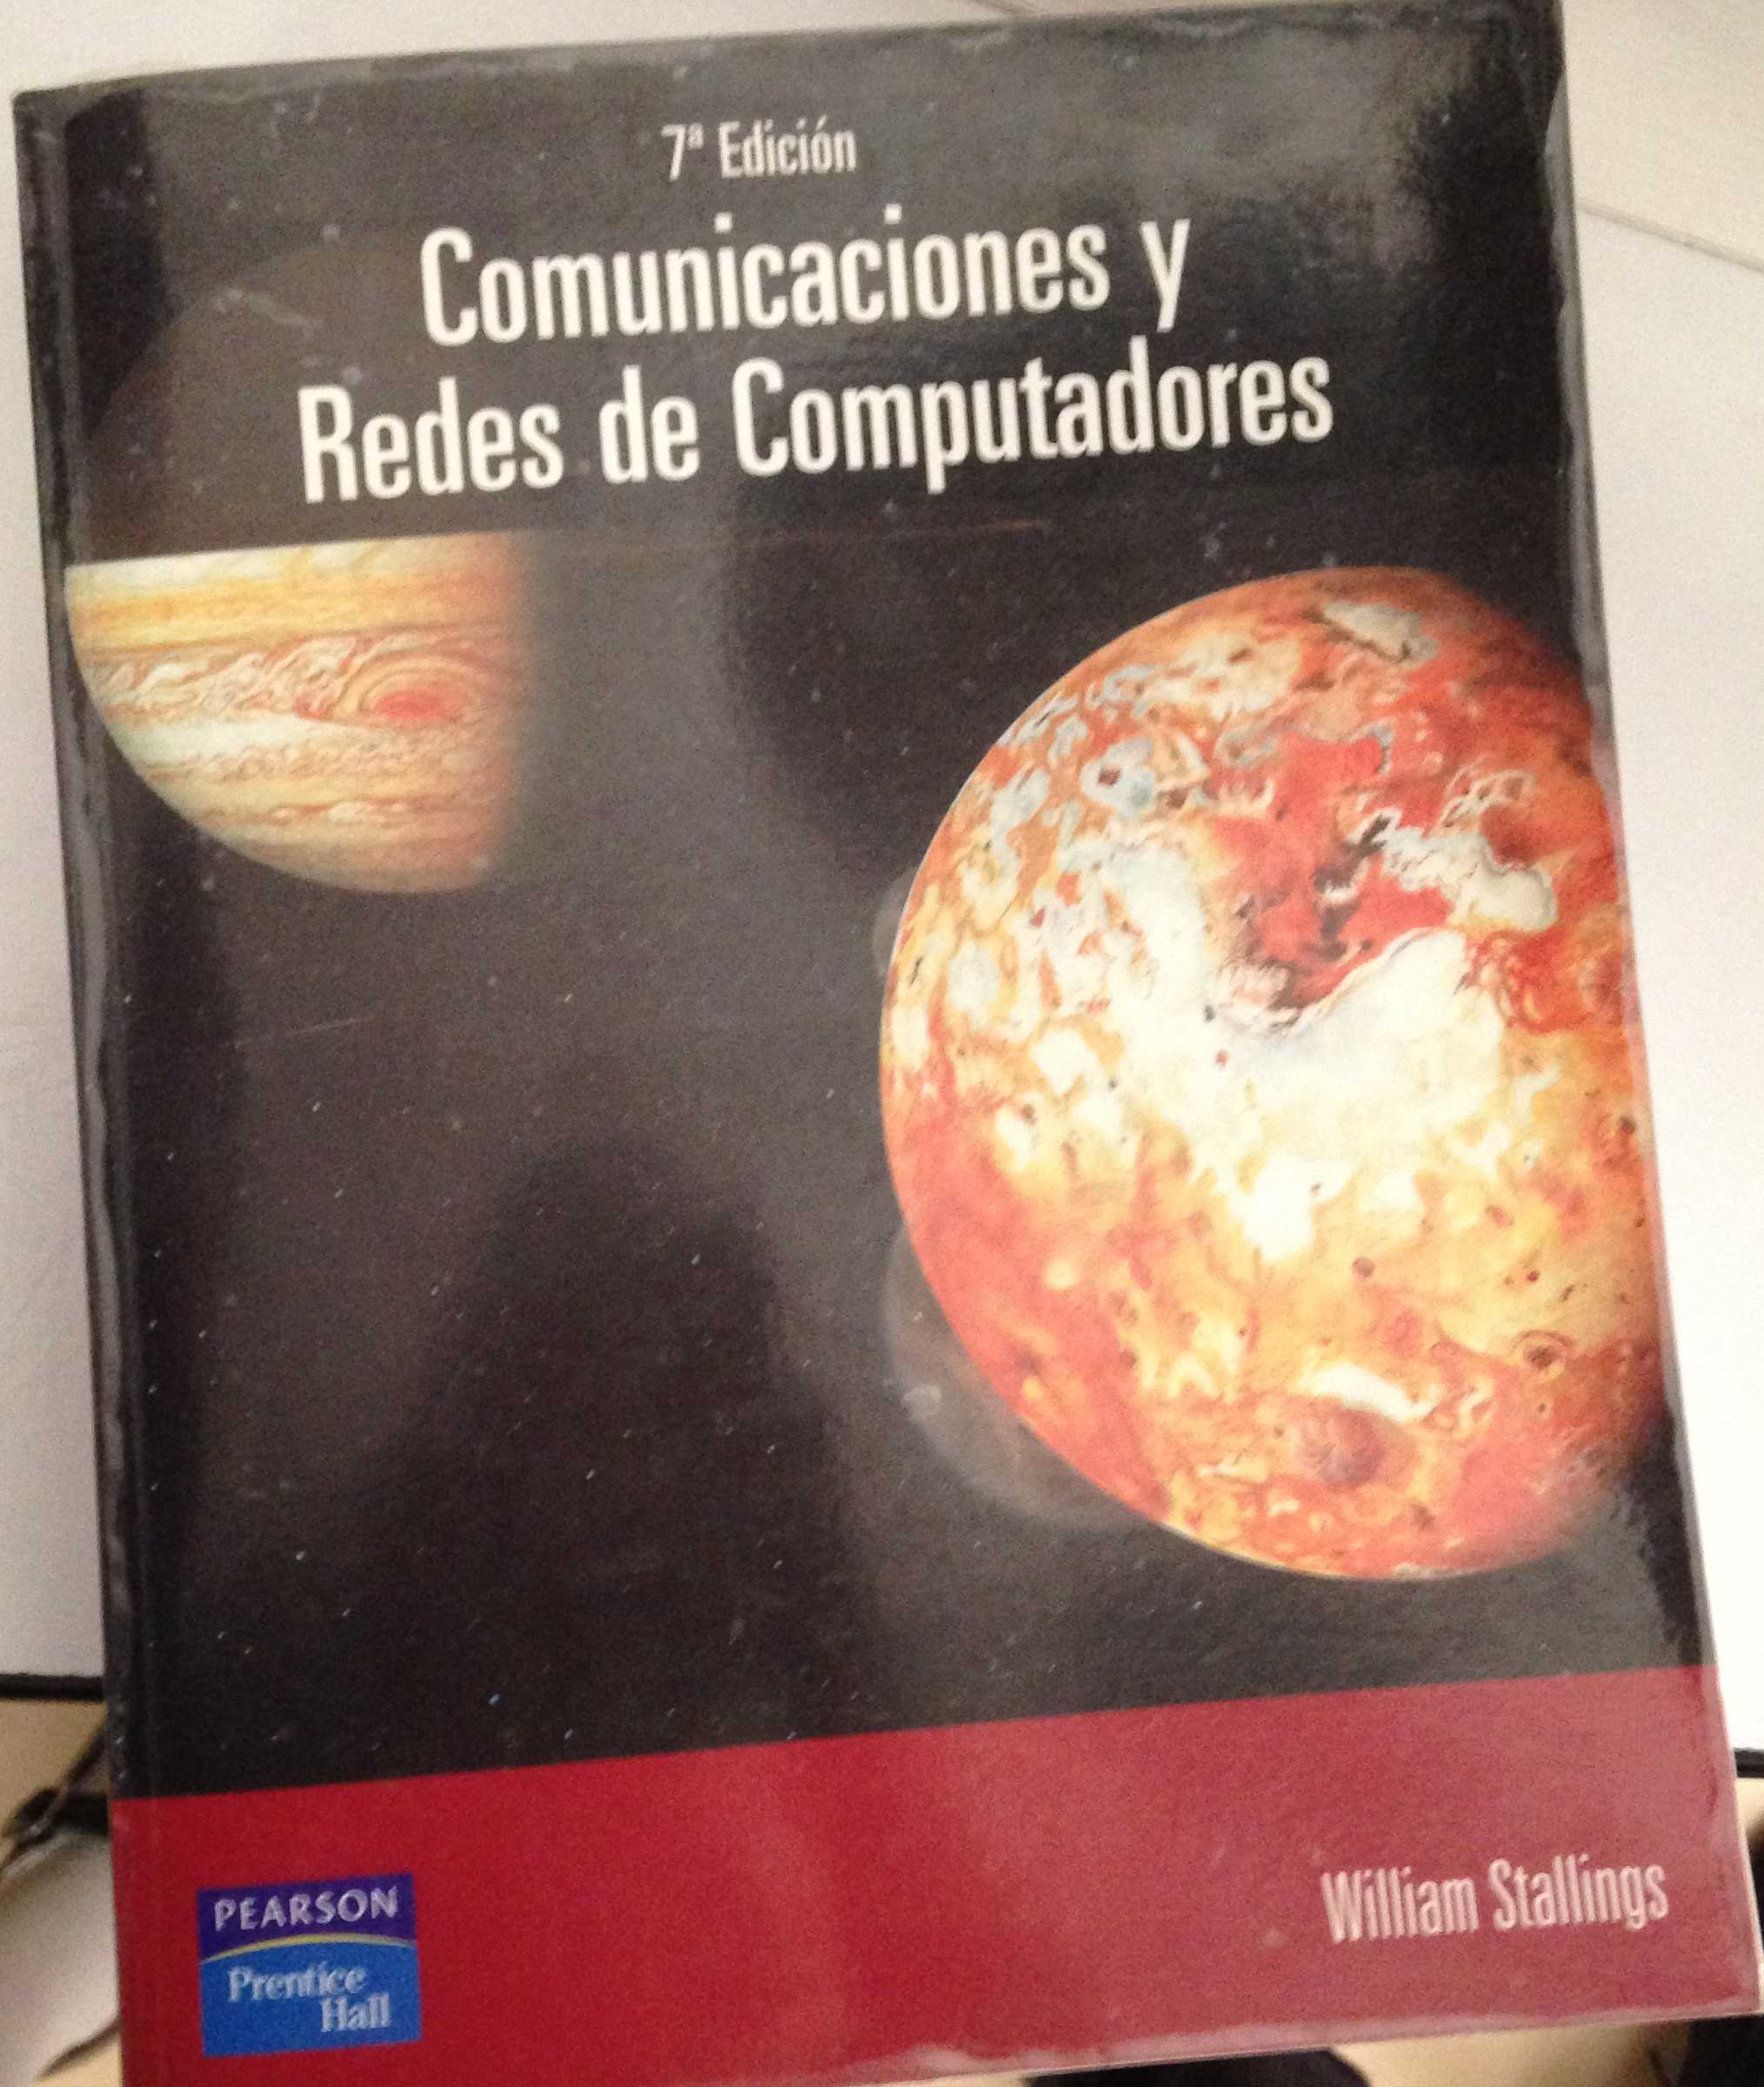 7ª Edición
Comunicaciones y
Redes de Computadores
William Stallings
PEARSON
Prentice
Hall